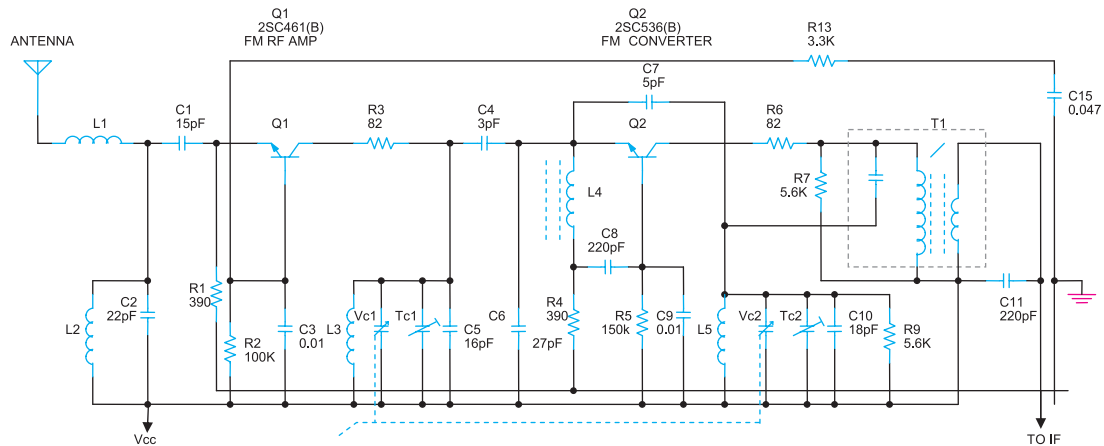 Q1
2SC461(B)
FM RF AMP
Q2
2SC536(B)
FM CONVERTER
R13
3.3K
ANTENNA
C7
5pF
C15
0.047
C1
15pF
Q1
R3
82
C4
3pF
Q2
R6
82
T1
L1
R7
5.6K
L4
C8
220pF
R1
390
C2
22pF
L2
C3
0.01
L3
Vc1
Tc1
C5
16pF
C6
R4
390
27pF
R5
150k
C9
0.01
L5
Vc2
Tc2
C10
18pF
R9
5.6K
C11
220pF
R2
100K
Vcc
TO IF